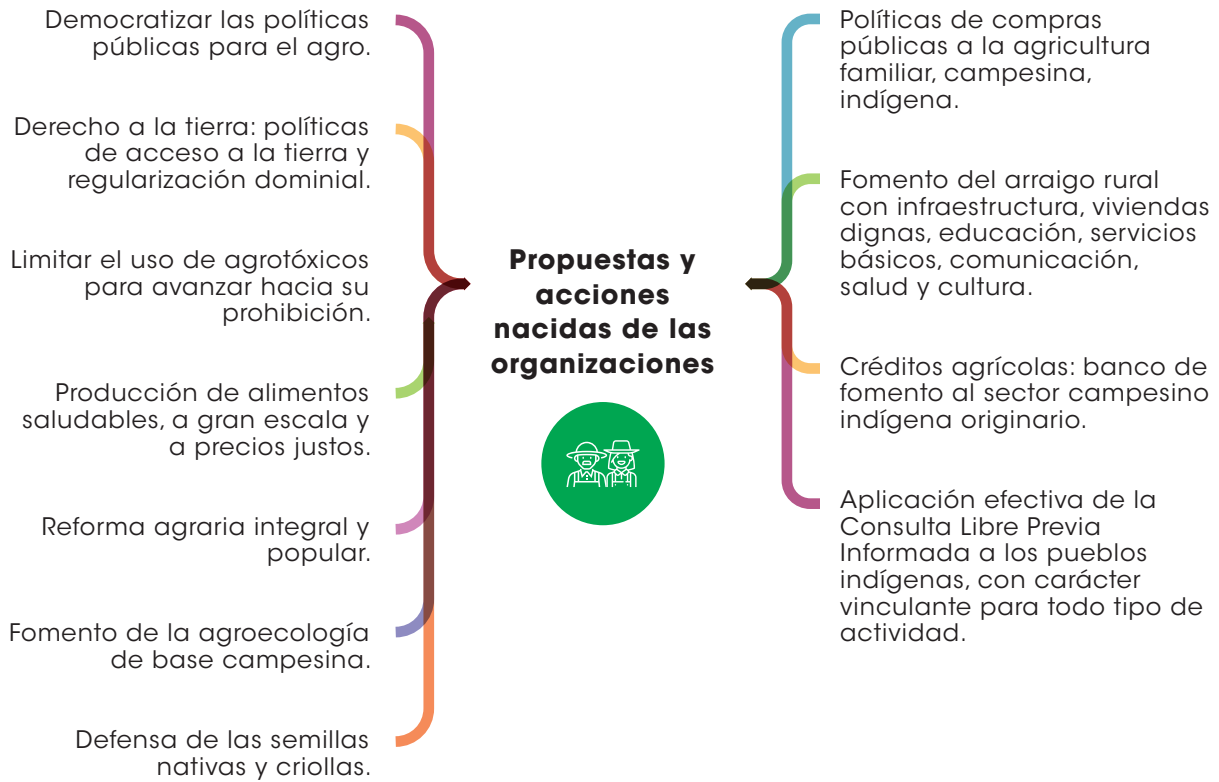 Democratizar las políticas
públicas para el agro.
Derecho a la tierra: políticas
de acceso a la tierra y
regularización dominial.
Limitar el uso de agrotóxicos
para avanzar hacia su
prohibición.
Producción de alimentos
saludables, a gran escala y
a precios justos.
Reforma agraria integral y
popular.
Fomento de la agroecología
de base campesina.
Defensa de las semillas
nativas y criollas.
Propuestas y
acciones
nacidas de las
organizaciones
Políticas de compras
públicas a la agricultura
familiar, campesina,
indígena.
Fomento del arraigo rural
con infraestructura, viviendas
dignas, educación, servicios
básicos, comunicación,
salud y cultura.
Créditos agrícolas: banco de
fomento al sector campesino
indígena originario.
Aplicación efectiva de la
Consulta Libre Previa
Informada a los pueblos
indígenas, con carácter
vinculante para todo tipo de
actividad.